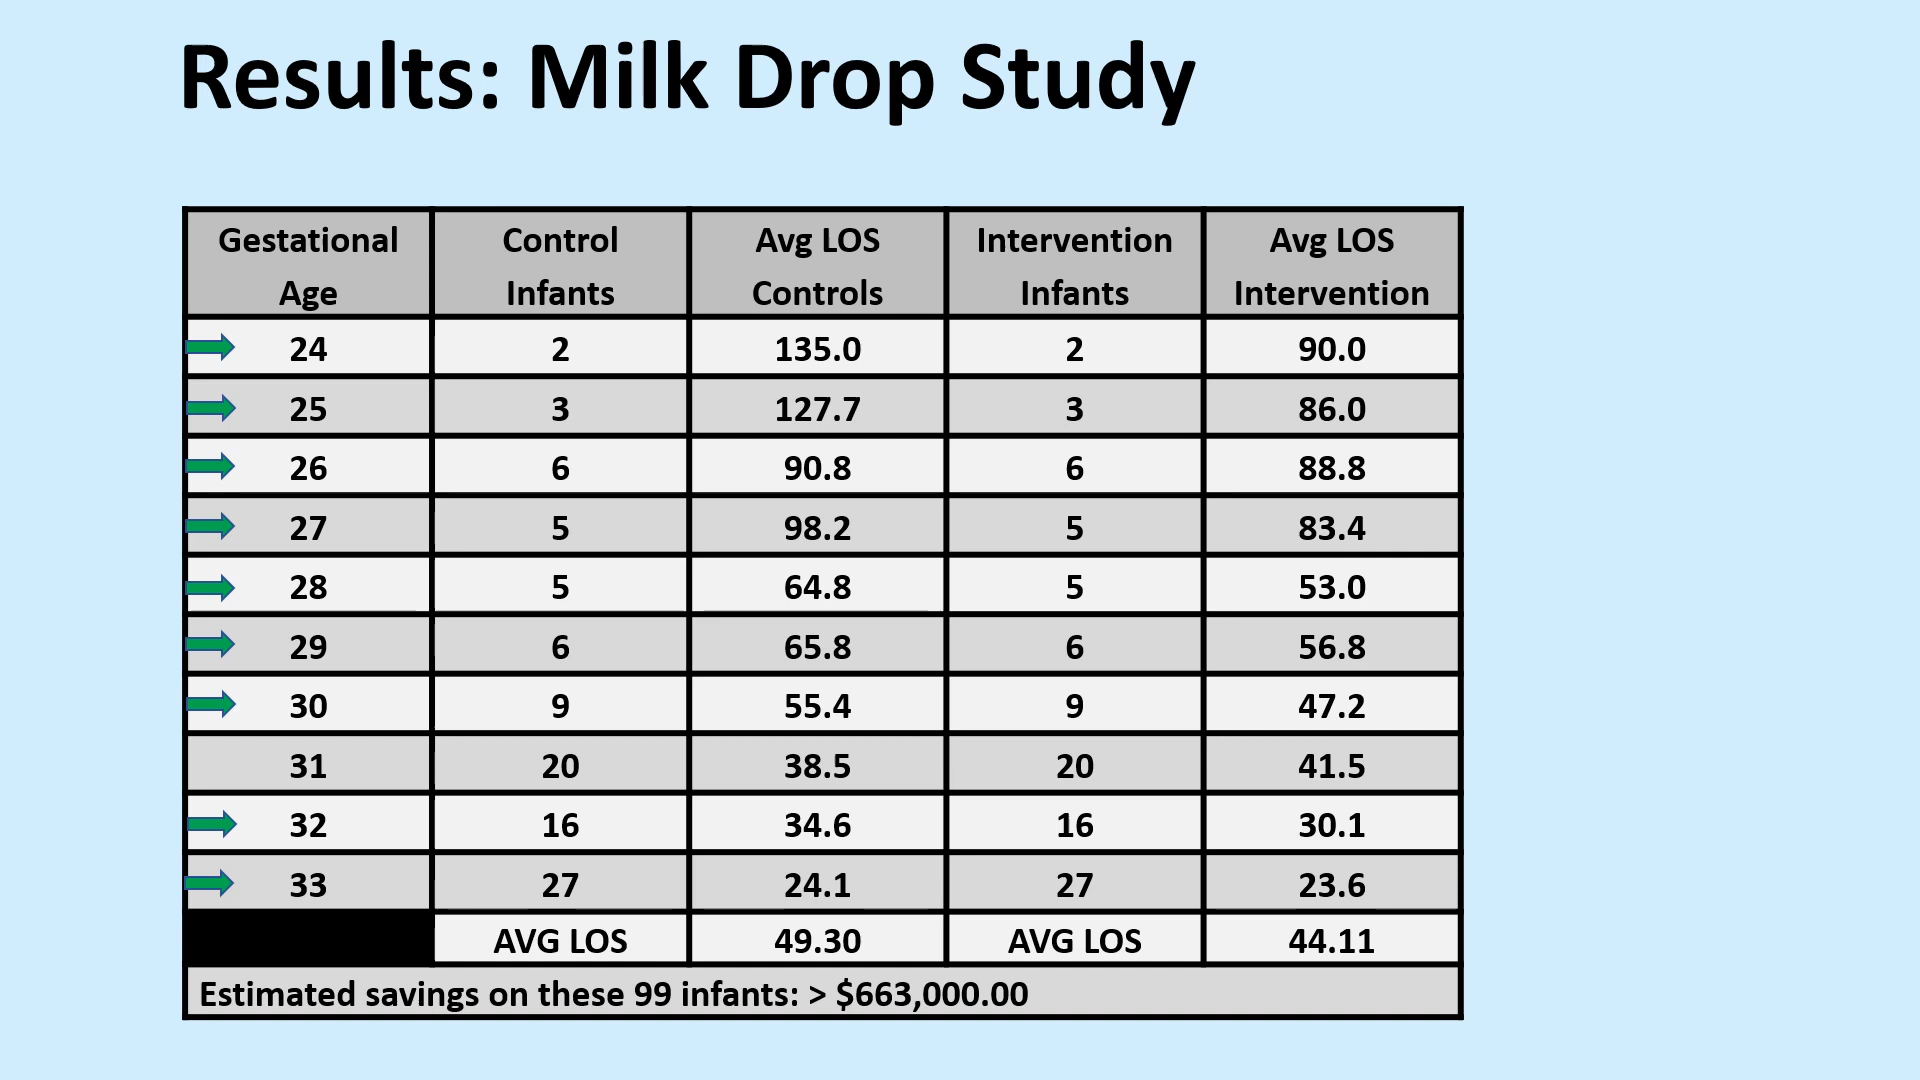 Results: Milk Drop Study
Gestational Age Control Infants Avg LOS Controls Intervention Infants Avg LOS Intervention
24 2 135.0 2 90.0
25 3 127.7 3 86.0
26 6 90.8 6 88.8
27 5 98.2 5 83.4
28 5 64.8 5 53.0
29 6 65.8 6 56.8
30 9 55.4 9 47.2
31 20 38.5 20 41.5
32 16 34.6 16 30.1
33 27 24.1 27 23.6
AVG LOS 49.30 AVG LOS 44.11
Estimated savings on these 99 infants: > $663,000.00